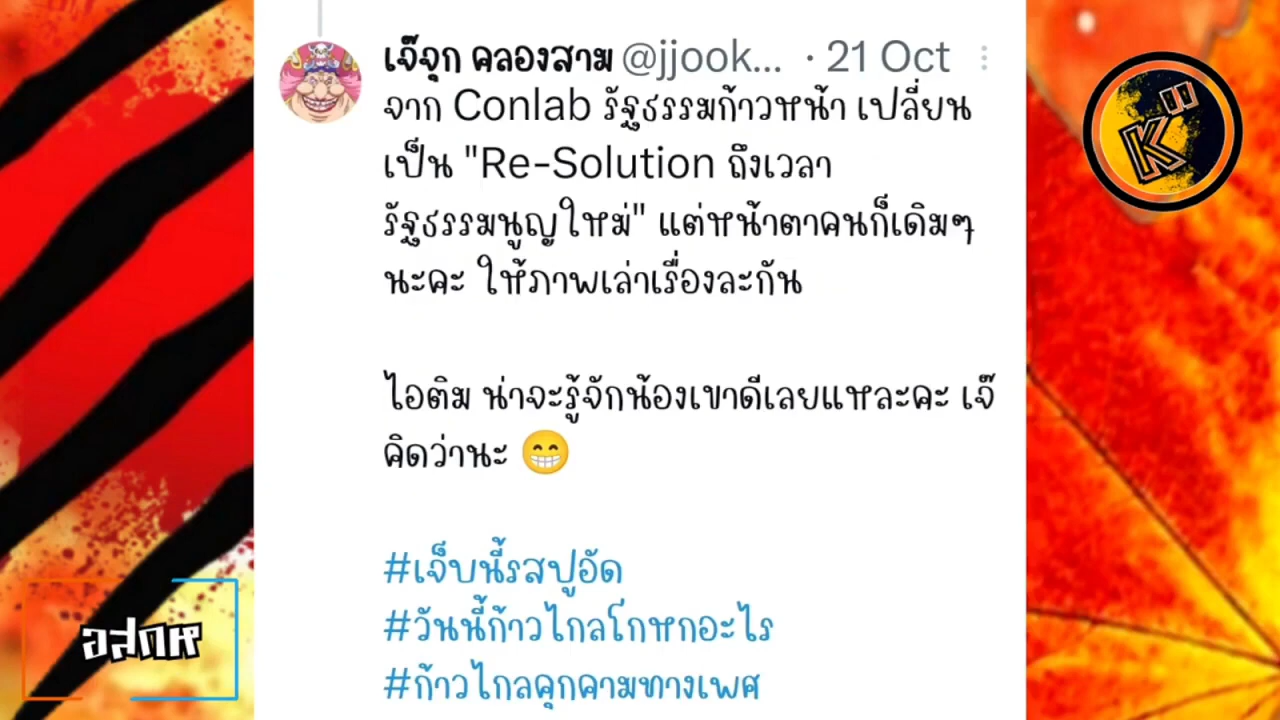 เจ๊จุก คลองสาม @jjook... · 21 Oct
จาก Conlab รัฐธรรมก้าวหน้า เปลี่ยน
เป็น "Re-Solution ถึงเวลา
รัฐธรรมนูญใหม่" แต่หน้าตาคนก็เดิมๆ
นะคะ ให้ภาพเล่าเรื่องละกัน
ไอติม น่าจะรู้จักน้องเขาดีเลยแหละคะ เจ๊
คิดว่านะ 😁
#เจ็บนี้รสปูอัด
#วันนี้ก้าวไกลโกหกอะไร
#ก้าวไกลคุกคามทางเพศ
K"
อสกห